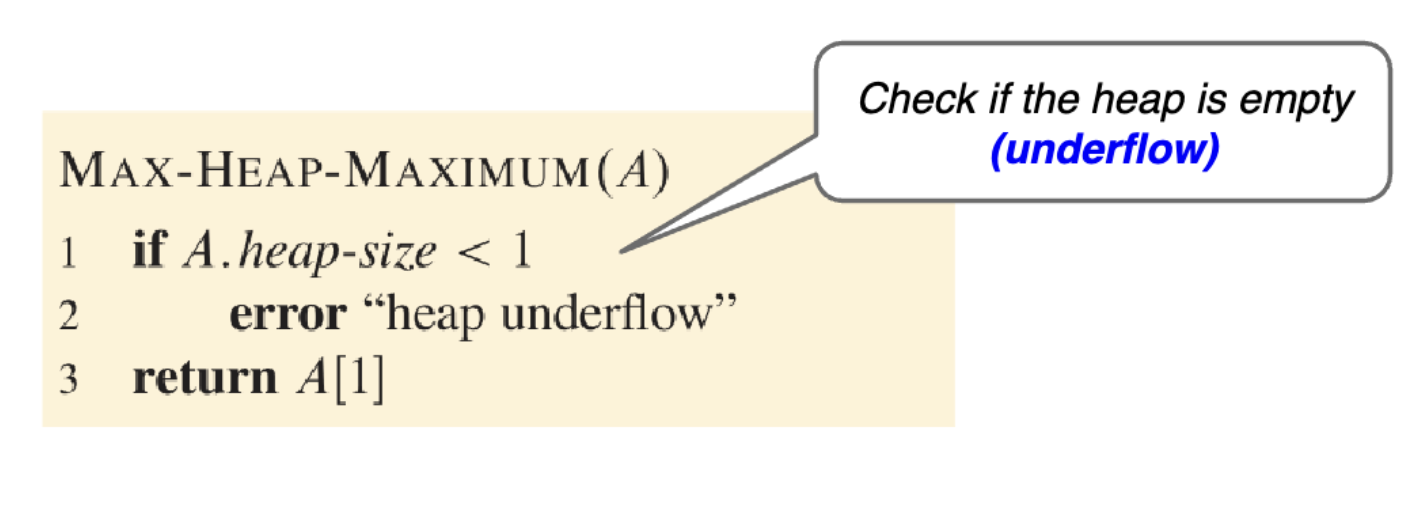 Check if the heap is empty
(underflow)
MAX-HEAP-MAXIMUM(A)
1 if A.heap-size < 1
2 error “heap underflow”
3 return A[1]